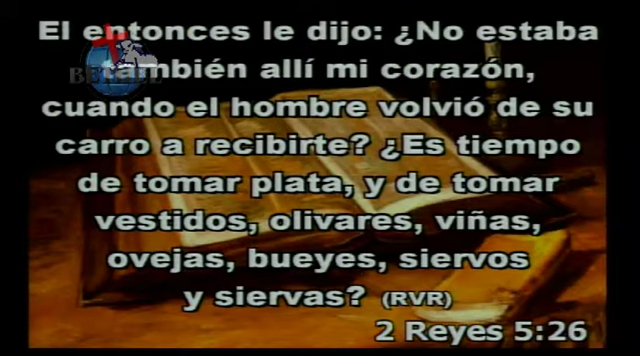 El entonces le dijo: ¿No estaba
también allí mi corazón,
cuando el hombre volvió de su
carro a recibirte? ¿Es tiempo
de tomar plata, y de tomar
vestidos, olivares, viñas,
ovejas, bueyes, siervos
y siervas? (RVR)
2 Reyes 5:26